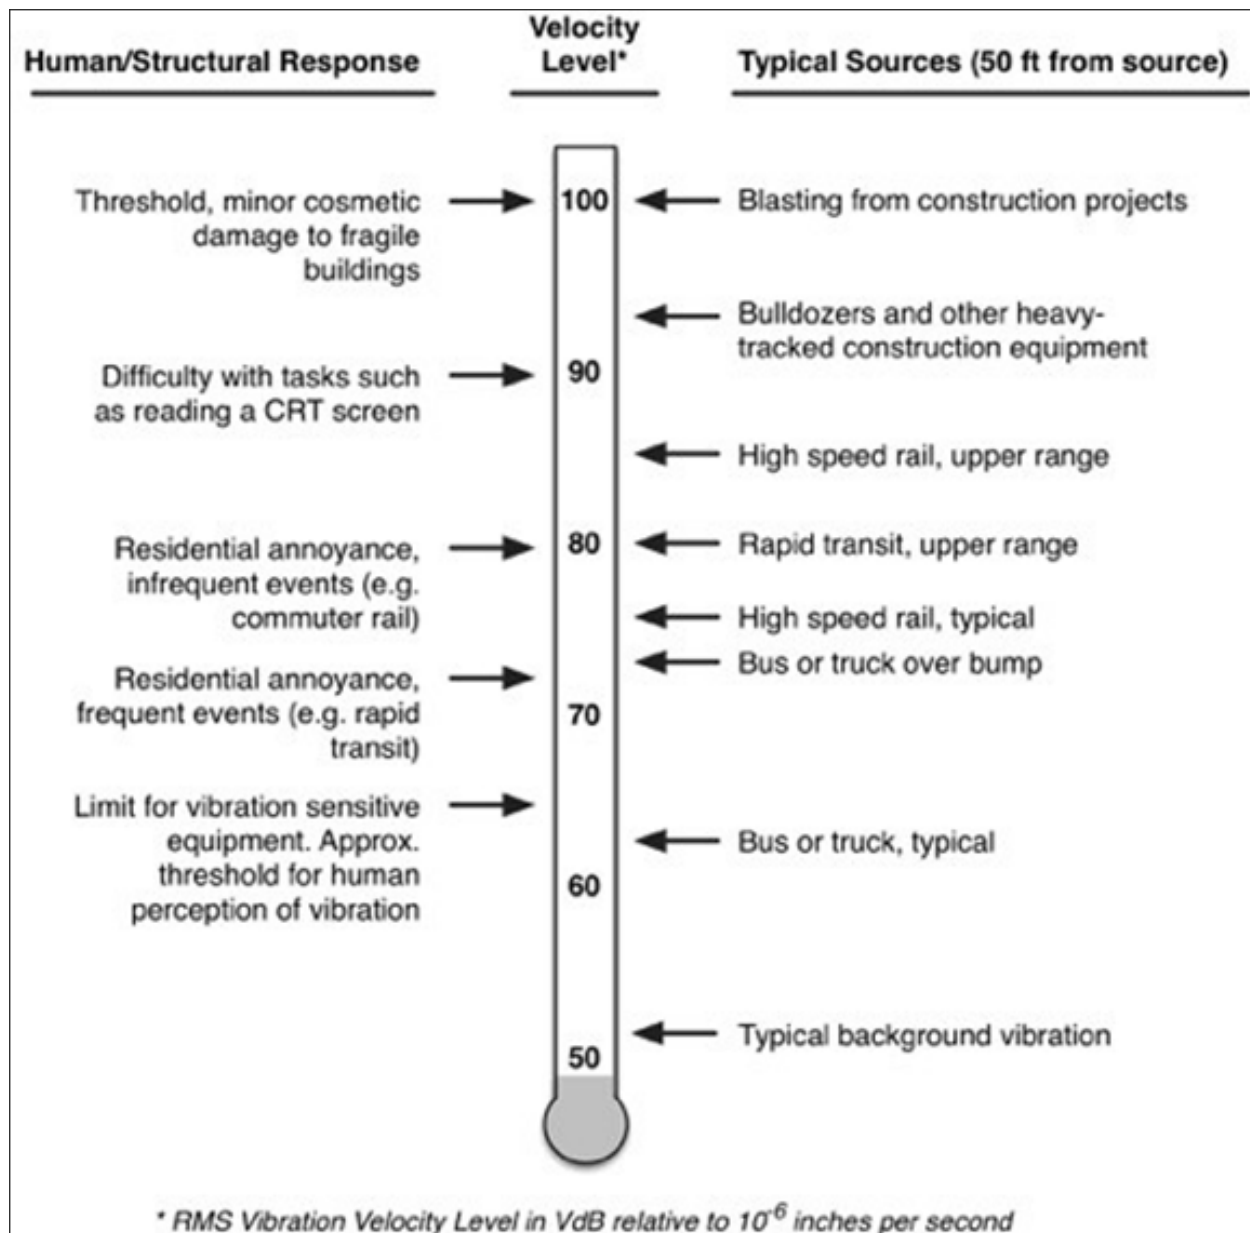 Human/Structural Response
Velocity
Level*
Typical Sources (50 ft from source)
Threshold, minor cosmetic
damage to fragile
buildings
100
Blasting from construction projects
Bulldozers and other heavy-
tracked construction equipment
Difficulty with tasks such
as reading a CRT screen
90
High speed rail, upper range
Residential annoyance,
infrequent events (e.g.
commuter rail)
80
Rapid transit, upper range
High speed rail, typical
Bus or truck over bump
Residential annoyance,
frequent events (e.g. rapid
transit)
70
Limit for vibration sensitive
equipment. Approx.
threshold for human
perception of vibration
Bus or truck, typical
60
Typical background vibration
50
* RMS Vibration Velocity Level in VdB relative to 10⁻⁶ inches per second